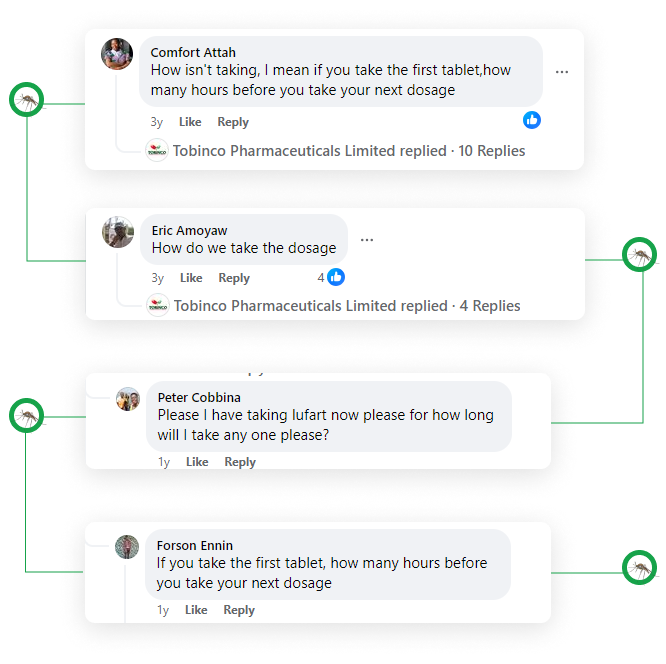 Comfort Attah
How isn't taking, I mean if you take the first tablet,how
many hours before you take your next dosage
3y Like Reply
TOBINCO Tobinco Pharmaceuticals Limited replied · 10 Replies
Eric Amoyaw
How do we take the dosage
3y Like Reply 4
TOBINCO Tobinco Pharmaceuticals Limited replied · 4 Replies
Peter Cobbina
Please I have taking lufart now please for how long
will I take any one please?
1y Like Reply
Forson Ennin
If you take the first tablet, how many hours before
you take your next dosage
1y Like Reply